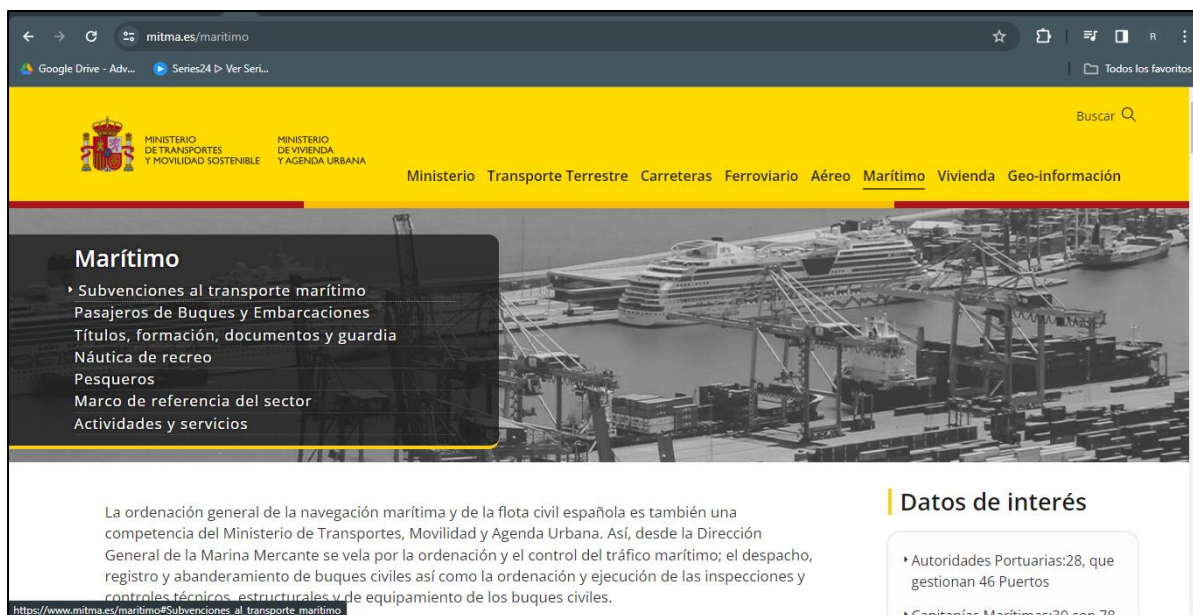 mitma.es/maritimo
R
Google Drive - Adv...
Series24 ▷ Ver Seri...
Todos los favoritos
Buscar
MINISTERIO
DE TRANSPORTES
Y MOVILIDAD SOSTENIBLE
MINISTERIO
DE VIVIENDA
Y AGENDA URBANA
Ministerio Transporte Terrestre Carreteras Ferroviario Aéreo Marítimo Vivienda Geo-información
Marítimo
Subvenciones al transporte marítimo
Pasajeros de Buques y Embarcaciones
Títulos, formación, documentos y guardia
Náutica de recreo
Pesqueros
Marco de referencia del sector
Actividades y servicios
La ordenación general de la navegación marítima y de la flota civil española es también una
competencia del Ministerio de Transportes, Movilidad y Agenda Urbana. Así, desde la Dirección
General de la Marina Mercante se vela por la ordenación y el control del tráfico marítimo; el despacho,
registro y abanderamiento de buques civiles así como la ordenación y ejecución de las inspecciones y
controles técnicos, estructurales y de equipamiento de los buques civiles.
Datos de interés
Autoridades Portuarias:28, que
gestionan 46 Puertos
Capitanías Marítimas:30 con 78
https://www.mitma.es/maritimo#Subvenciones_al_transporte_maritimo